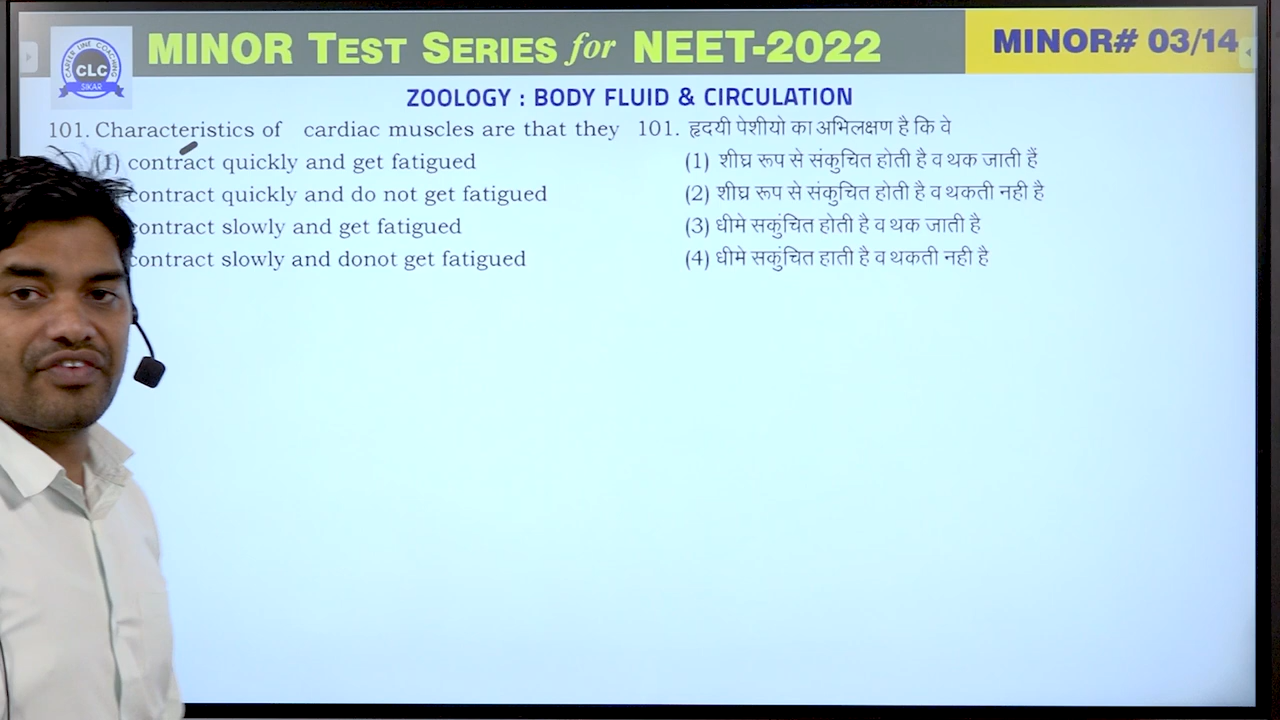 MINOR TEST SERIES for NEET-2022
MINOR# 03/14
CAREER LINE COACHING
CLC
SIKAR
ZOOLOGY : BODY FLUID & CIRCULATION
101. Characteristics of cardiac muscles are that they
(1) contract quickly and get fatigued
contract quickly and do not get fatigued
contract slowly and get fatigued
contract slowly and donot get fatigued
101. हृदयी पेशीयो का अभिलक्षण है कि वे
(1) शीघ्र रूप से संकुचित होती है व थक जाती हैं
(2) शीघ्र रूप से संकुचित होती है व थकती नही है
(3) धीमे सकुंचित होती है व थक जाती है
(4) धीमे सकुंचित हाती है व थकती नही है